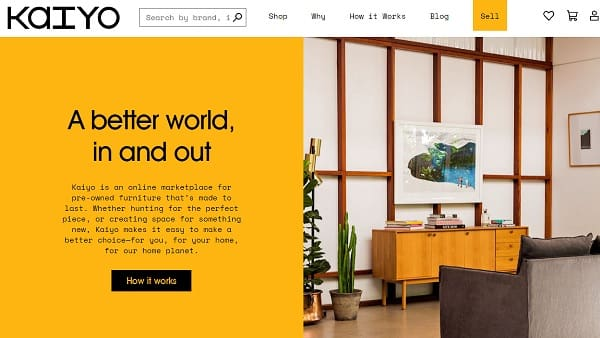 KAIYO
Search by brand, i
Shop
Why
How it Works
Blog
Sell
A better world,
in and out
Kaiyo is an online marketplace for
pre-owned furniture that's made to
last. Whether hunting for the perfect
piece, or creating space for something
new, Kaiyo makes it easy to make a
better choice—for you, for your home,
for our home planet.
How it works